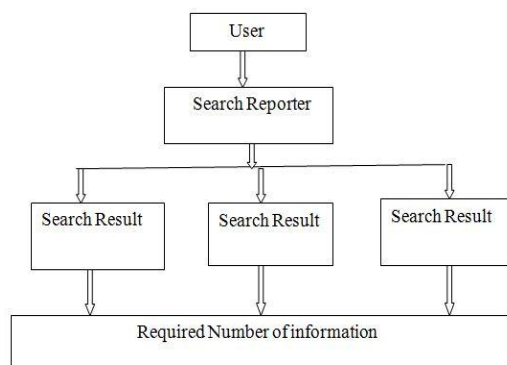 User
Search Reporter
Search Result
Search Result
Search Result
Required Number of information